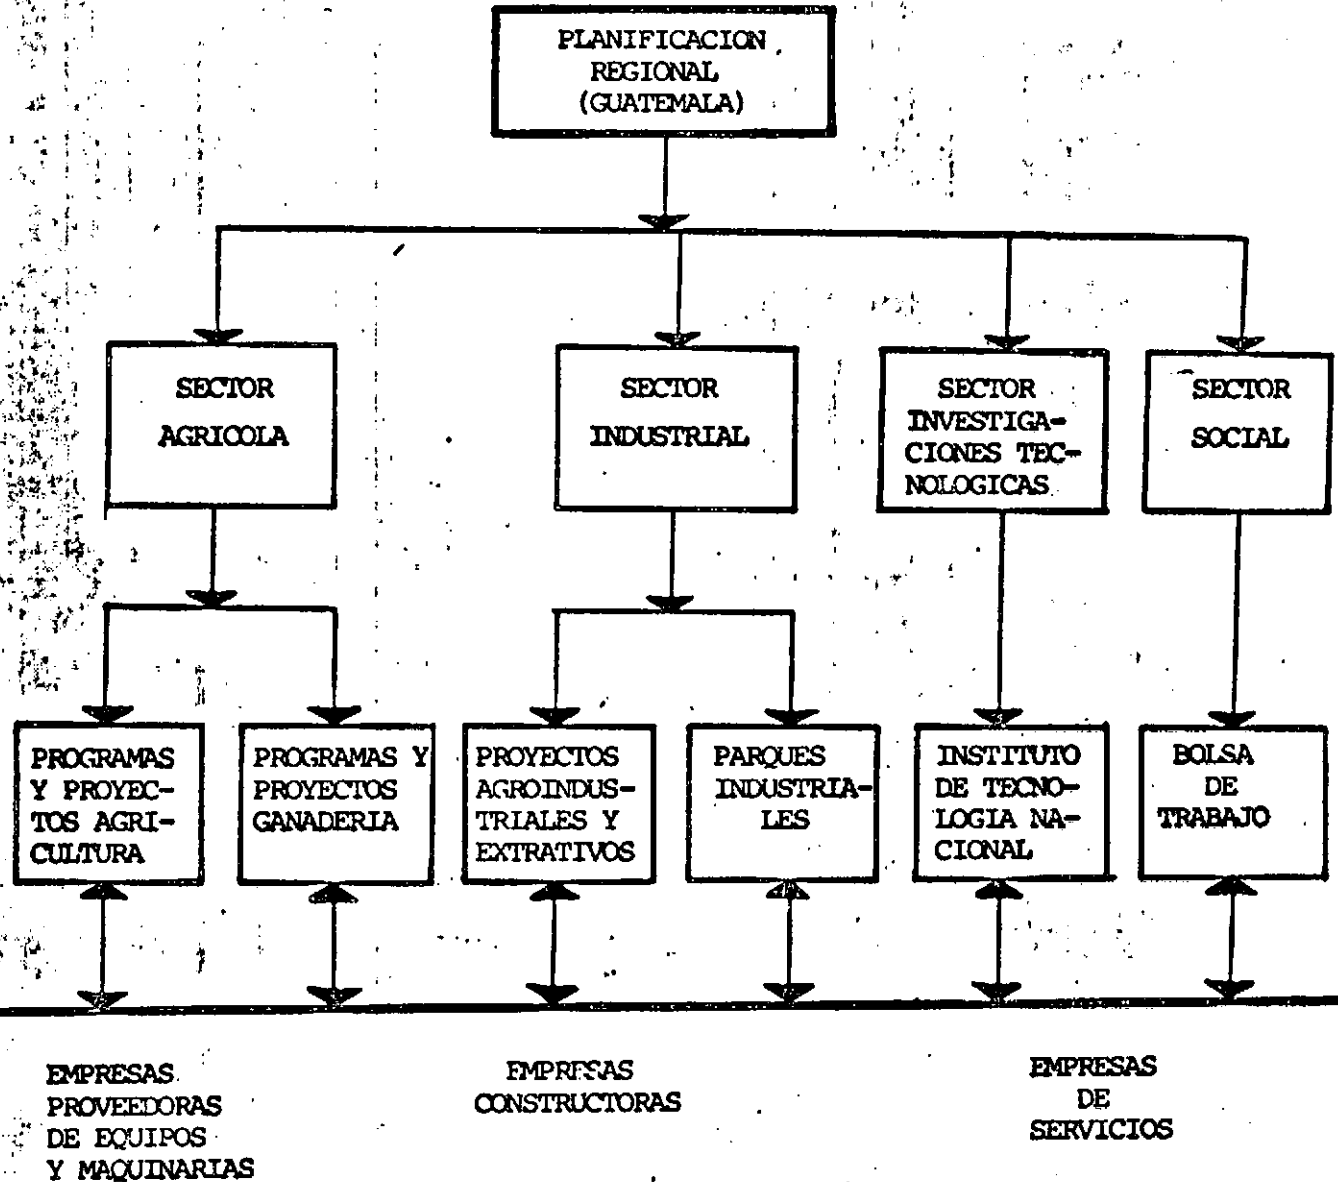 PLANIFICACION
REGIONAL
(GUATEMALA)
SECTOR
AGRICOLA
SECTOR
INDUSTRIAL
SECTOR
INVESTIGA-
CIONES TEC-
NOLOGICAS
SECTOR
SOCIAL
PROGRAMAS
Y PROYEC-
TOS AGRI-
CULTURA
PROGRAMAS Y
PROYECTOS
GANADERIA
PROYECTOS
AGROINDUS-
TRIALES Y
EXTRATIVOS
PARQUES
INDUSTRIA-
LES
INSTITUTO
DE TECNO-
LOGIA NA-
CIONAL
BOLSA
DE
TRABAJO
EMPRESAS
PROVEEDORAS
DE EQUIPOS
Y MAQUINARIAS
EMPRESAS
CONSTRUCTORAS
EMPRESAS
DE
SERVICIOS